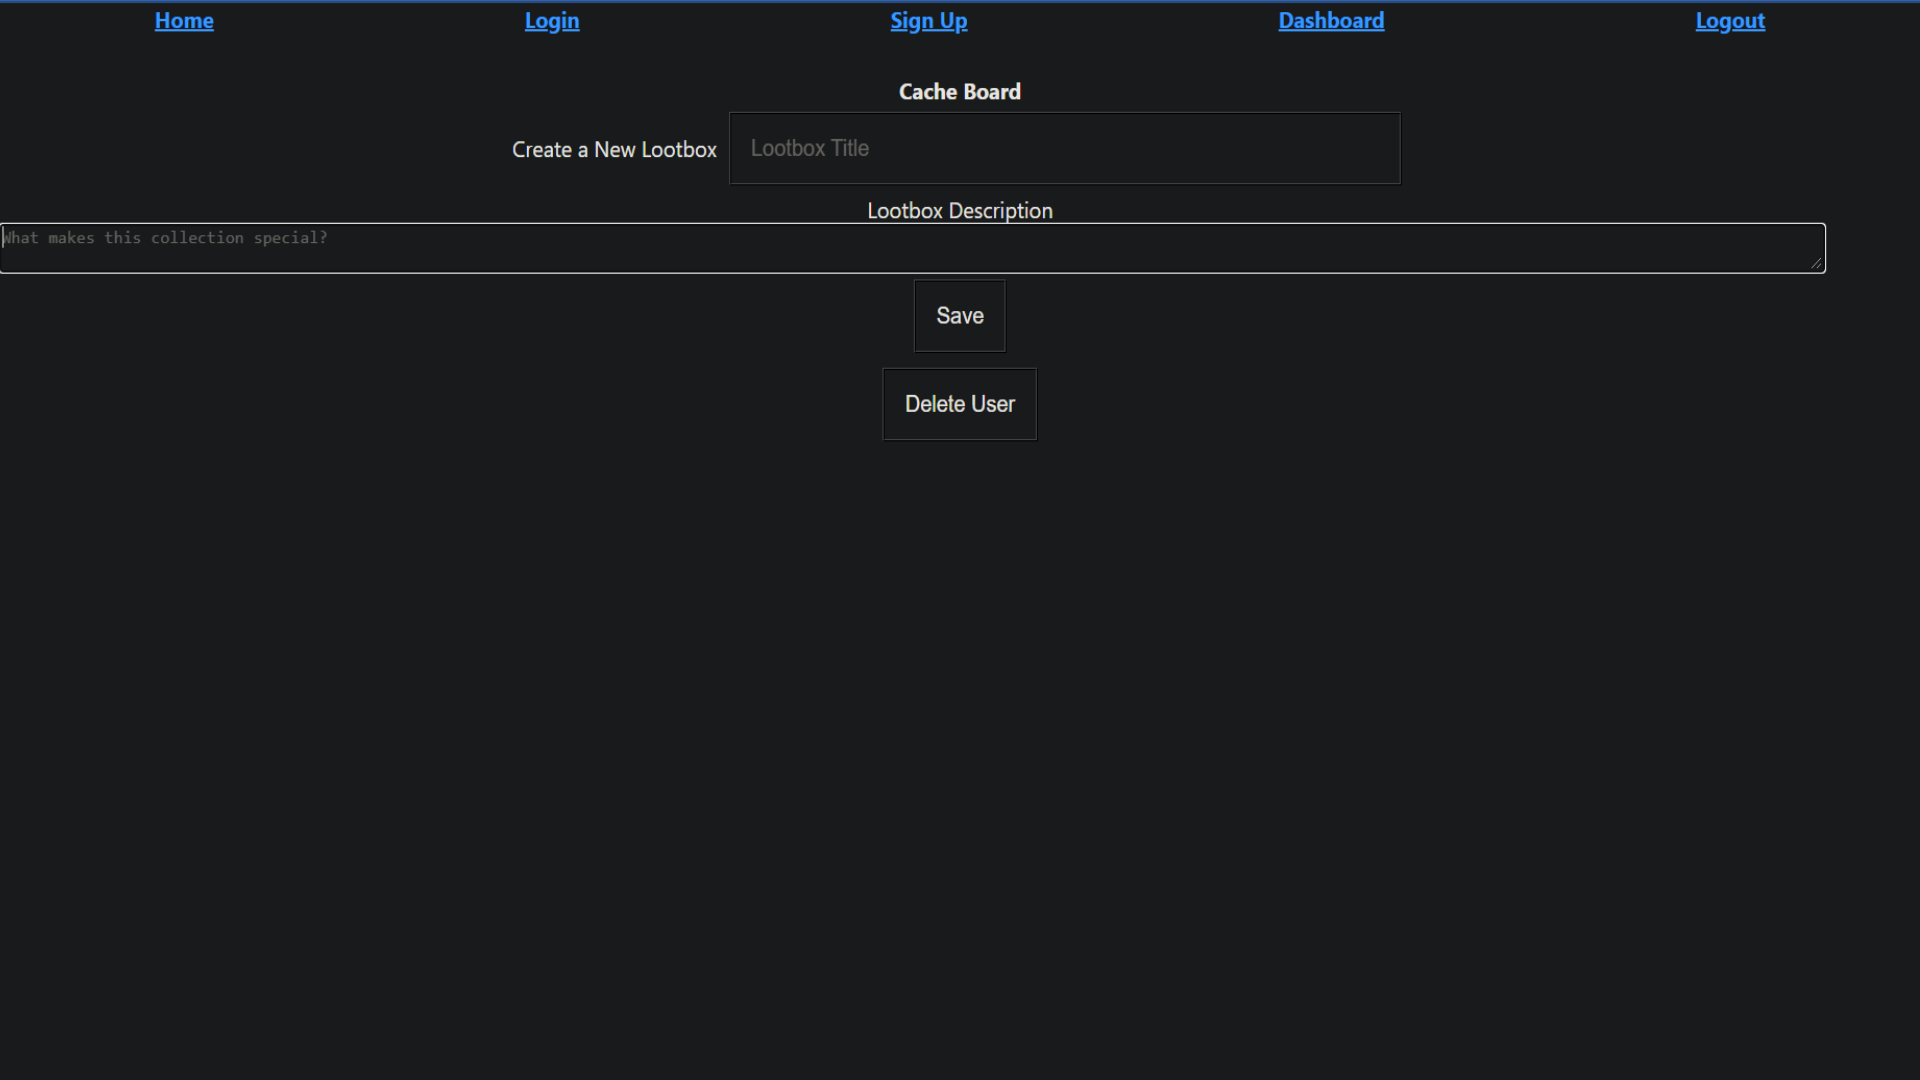 Home Login Sign Up Dashboard Logout
Cache Board
Create a New Lootbox Lootbox Title
Lootbox Description
What makes this collection special?
Save
Delete User